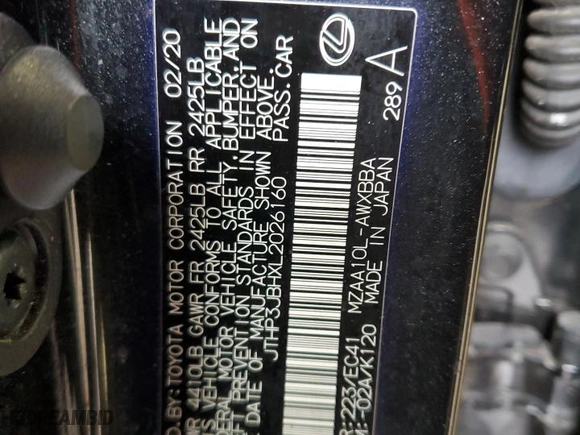 D.BY:TOYOTA MOTOR CORPORATION 02/20
WR 4410LB GAWR FR 2425LB RR 2425LB
S VEHICLE CONFORMS TO ALL APPLICABLE
DERAL MOTOR VEHICLE SAFETY, BUMPER, AND
STANDARDS IN EFFECT ON
DATE OF MANUFACTURE SHOWN ABOVE.
JTHP3JBHXL2026160 PASS.CAR
R:223/EC41 MZAA10L-AWXBBA
M:-02A/K120 MADE IN JAPAN
289 A